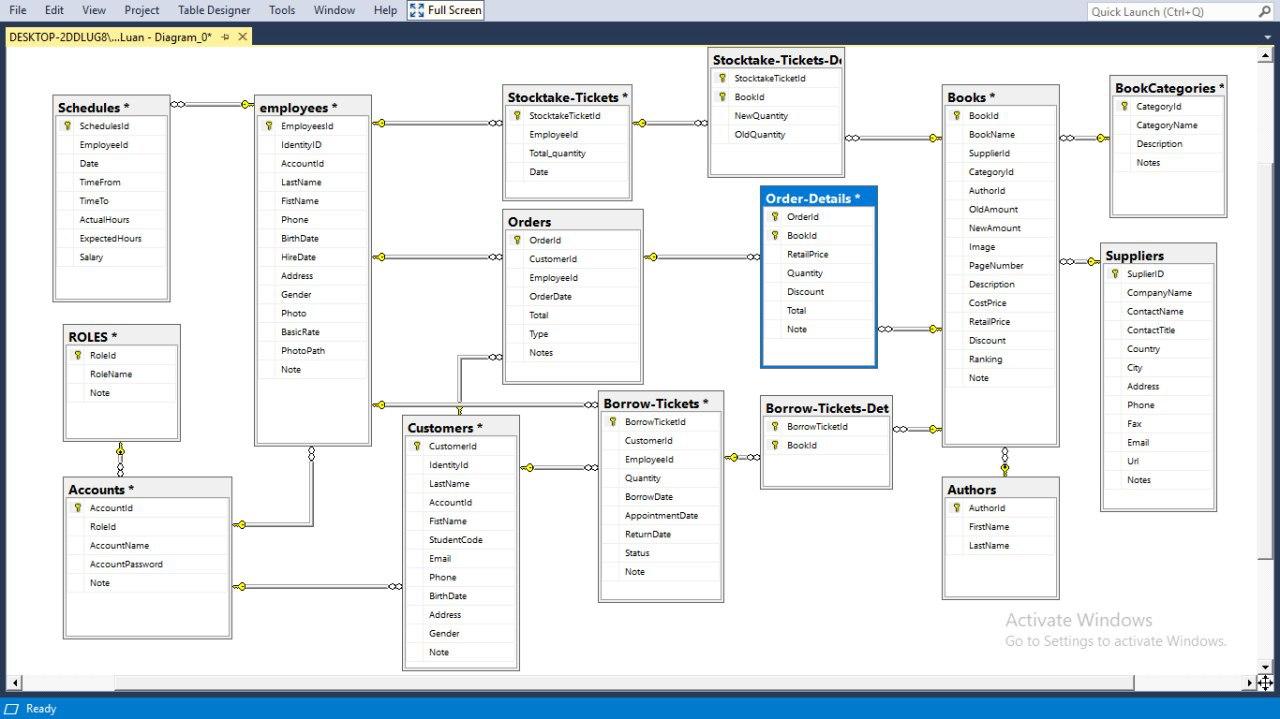 File Edit View Project Table Designer Tools Window Help Full Screen
Quick Launch (Ctrl+Q)
DESKTOP-2DDLUG8\...Luan - Diagram_0*
Schedules *
SchedulesId
EmployeeId
Date
TimeFrom
TimeTo
ActualHours
ExpectedHours
Salary
employees *
EmployeesId
IdentityID
AccountId
LastName
FistName
Phone
BirthDate
HireDate
Address
Gender
Photo
BasicRate
PhotoPath
Note
Stocktake-Tickets *
StocktakeTicketId
EmployeeId
Total_quantity
Date
Stocktake-Tickets-De
StocktakeTicketId
BookId
NewQuantity
OldQuantity
Books *
BookId
BookName
SupplierId
CategoryId
AuthorId
OldAmount
NewAmount
Image
PageNumber
Description
CostPrice
RetailPrice
Discount
Ranking
Note
BookCategories *
CategoryId
CategoryName
Description
Notes
Orders
OrderId
CustomerId
EmployeeId
OrderDate
Total
Type
Notes
Order-Details *
OrderId
BookId
RetailPrice
Quantity
Discount
Total
Note
Suppliers
SuplierID
CompanyName
ContactName
ContactTitle
Country
City
Address
Phone
Fax
Email
Url
Notes
ROLES *
RoleId
RoleName
Note
Accounts *
AccountId
RoleId
AccountName
AccountPassword
Note
Customers *
CustomerId
IdentityId
LastName
AccountId
FistName
StudentCode
Email
Phone
BirthDate
Address
Gender
Note
Borrow-Tickets *
BorrowTicketId
CustomerId
EmployeeId
Quantity
BorrowDate
AppointmentDate
ReturnDate
Status
Note
Borrow-Tickets-Det
BorrowTicketId
BookId
Authors
AuthorId
FirstName
LastName
Activate Windows
Go to Settings to activate Windows.
Ready